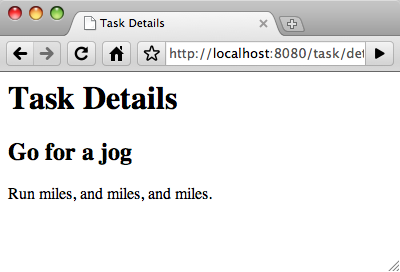 Task Details
http://localhost:8080/task/det
Task Details
Go for a jog
Run miles, and miles, and miles.